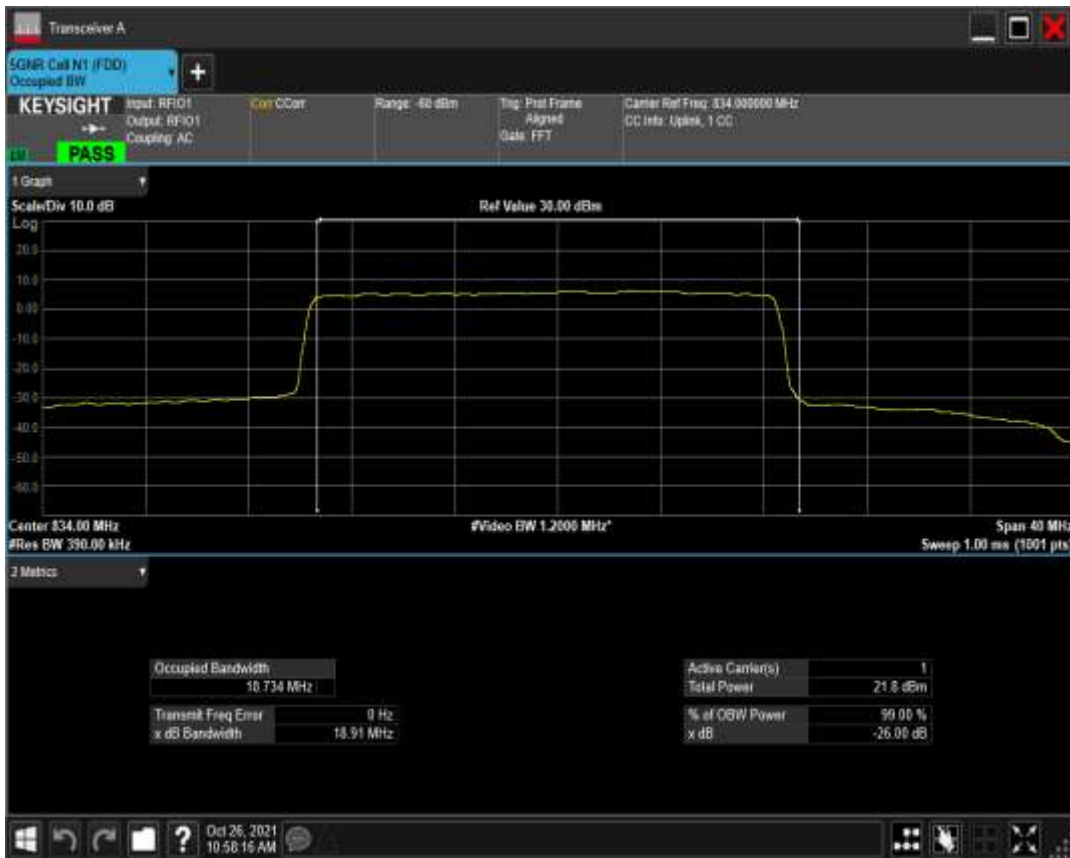 Transceiver A
5GNR Cell N1 (FDD)
Occupied BW
+
KEYSIGHT
Input: RFIO1
Output: RFIO1
Coupling: AC
Corr CCorr
Range: -60 dBm
Trig: Prot Frame
Aligned
Gate: FFT
Carrier Ref Freq: 834.000000 MHz
CC Info: Uplink, 1 CC
PASS
1 Graph
Scale/Div 10.0 dB
Ref Value 30.00 dBm
Log
20.0
10.0
0.00
-10.0
-20.0
-30.0
-40.0
-50.0
-60.0
Center 834.00 MHz
#Video BW 1.2000 MHz*
Span 40 MHz
#Res BW 390.00 kHz
Sweep 1.00 ms (1001 pts)
2 Metrics
Occupied Bandwidth
18.734 MHz
Transmit Freq Error 0 Hz
x dB Bandwidth 18.91 MHz
Active Carrier(s) 1
Total Power 21.8 dBm
% of OBW Power 99.00 %
x dB -26.00 dB
?
Oct 26, 2021
10:58:16 AM